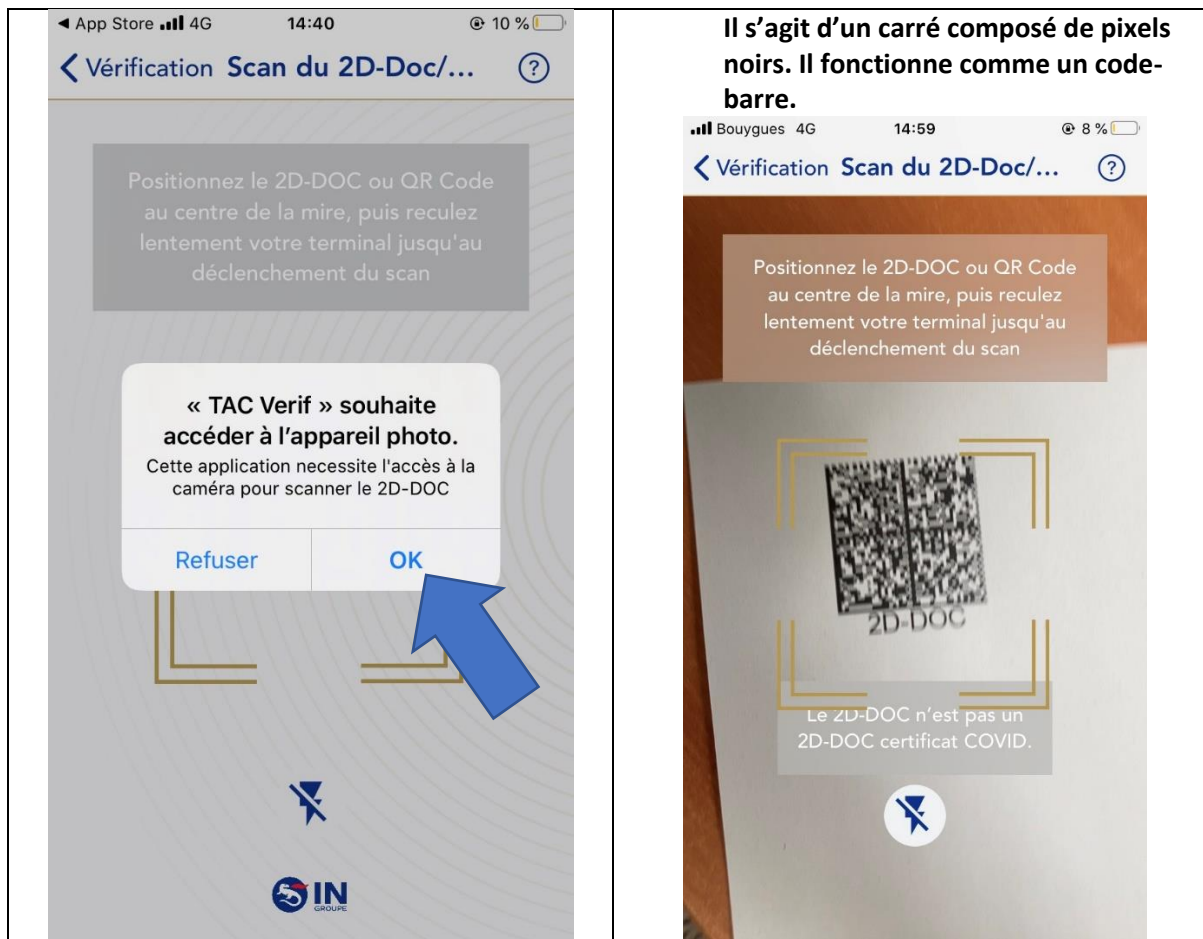 ◀ App Store 4G 14:40 10 %
Vérification Scan du 2D-Doc/... ?
Positionnez le 2D-DOC ou QR Code
au centre de la mire, puis reculez
lentement votre terminal jusqu'au
déclenchement du scan
« TAC Verif » souhaite
accéder à l'appareil photo.
Cette application necessite l'accès à la
caméra pour scanner le 2D-DOC
Refuser OK
IN
GROUPE
Il s’agit d’un carré composé de pixels
noirs. Il fonctionne comme un code-
barre.
Bouygues 4G 14:59 8 %
Vérification Scan du 2D-Doc/... ?
Positionnez le 2D-DOC ou QR Code
au centre de la mire, puis reculez
lentement votre terminal jusqu'au
déclenchement du scan
2D-DOC
Le 2D-DOC n’est pas un
2D-DOC certificat COVID.